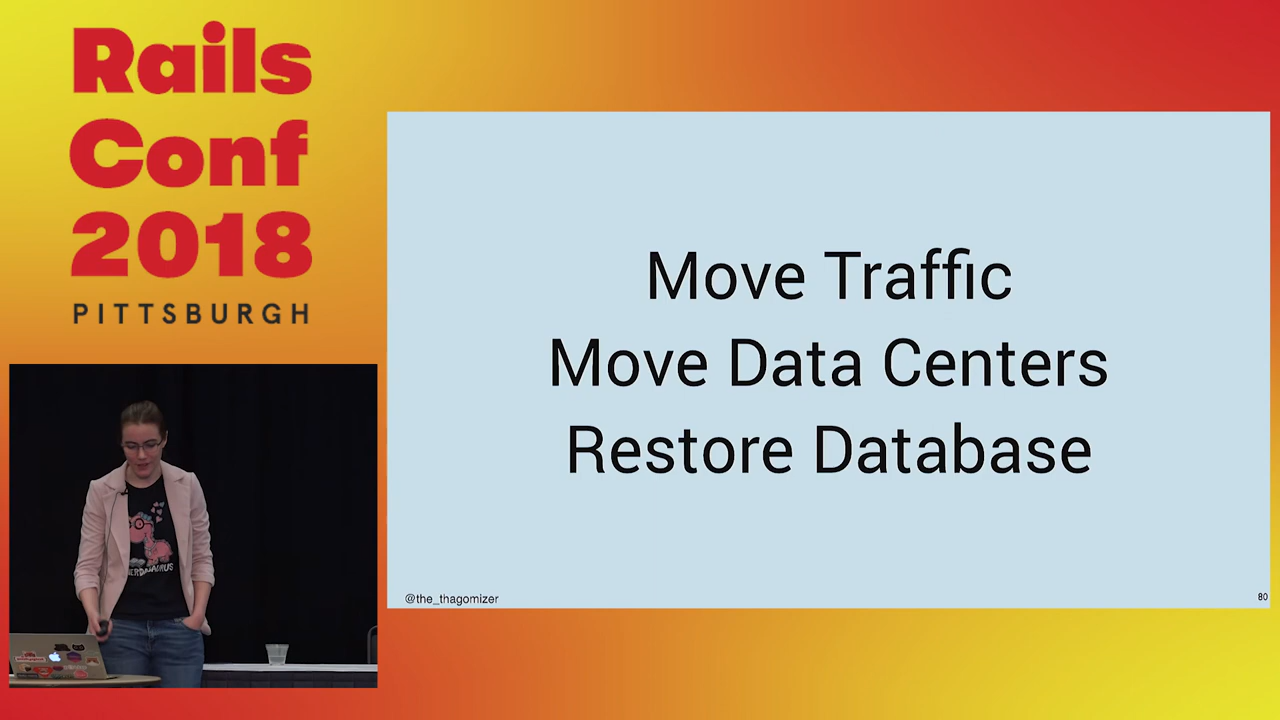 Rails
Conf
2018
PITTSBURGH
Move Traffic
Move Data Centers
Restore Database
@the_thagomizer
80